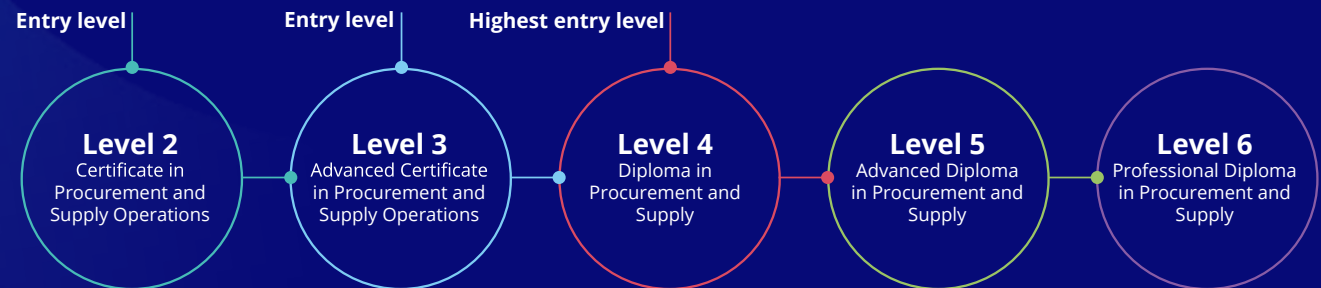 Entry level
Entry level
Highest entry level
Level 2
Certificate in
Procurement and
Supply Operations
Level 3
Advanced Certificate
in Procurement and
Supply Operations
Level 4
Diploma in
Procurement and
Supply
Level 5
Advanced Diploma
in Procurement and
Supply
Level 6
Professional Diploma
in Procurement and
Supply